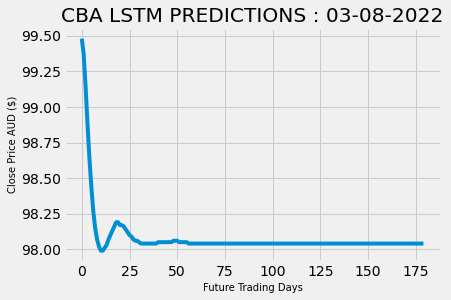 CBA LSTM PREDICTIONS : 03-08-2022
99.50
99.25
99.00
98.75
98.50
98.25
98.00
Close Price AUD ($)
0 25 50 75 100 125 150 175
Future Trading Days